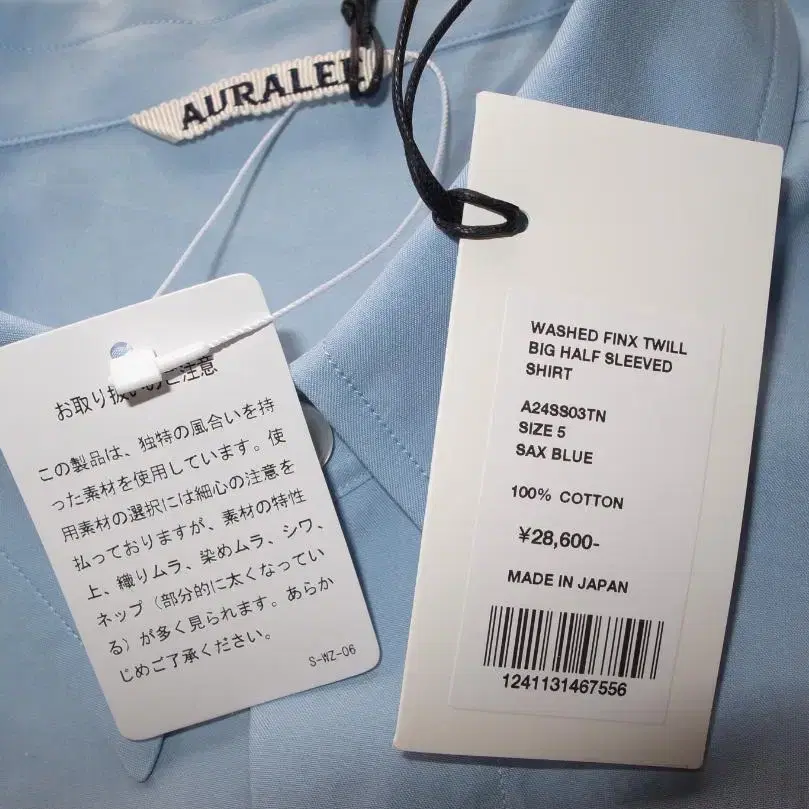 AURALEE
お取り扱いのご注意
この製品は、独特の風合いを持
った素材を使用しています。使
用素材の選択には細心の注意を
払っておりますが、素材の特性
上、織りムラ、染めムラ、シワ、
ネップ（部分的に太くなってい
る）が多く見られます。あらか
じめご了承ください。
S-WZ-06
WASHED FINX TWILL
BIG HALF SLEEVED
SHIRT
A24SS03TN
SIZE 5
SAX BLUE
100% COTTON
¥28,600-
MADE IN JAPAN
1241131467556